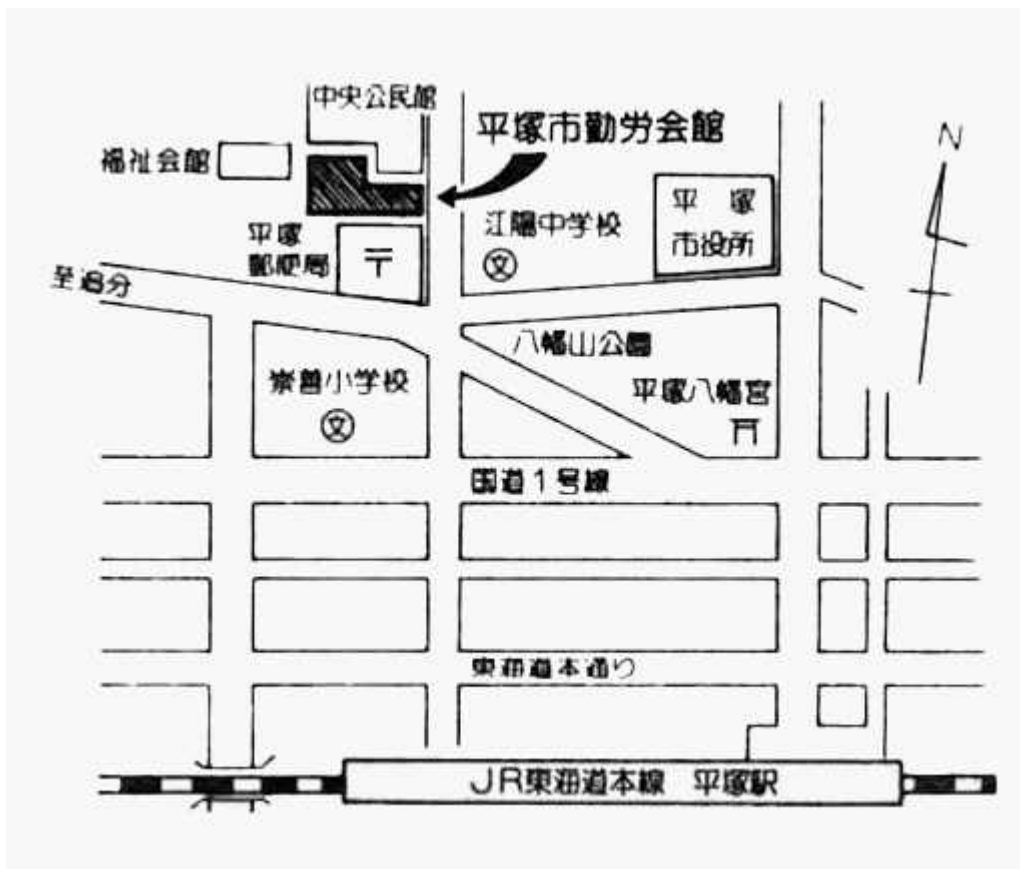 中央公民館
平塚市勤労会館
N
福祉会館
平塚
市役所
江陽中学校
文
平塚
郵便局
〒
至追分
八幡山公園
崇善小学校
文
平塚八幡宮
国道1号線
東海道本通り
JR東海道本線 平塚駅